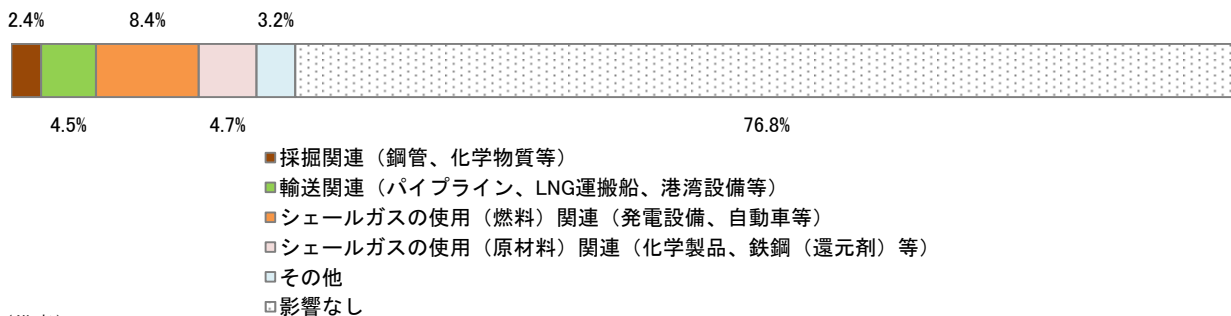 2.4% 8.4% 3.2%
4.5% 4.7% 76.8%
採掘関連（鋼管、化学物質等）
輸送関連（パイプライン、LNG運搬船、港湾設備等）
シェールガスの使用（燃料）関連（発電設備、自動車等）
シェールガスの使用（原材料）関連（化学製品、鉄鋼（還元剤）等）
その他
影響なし